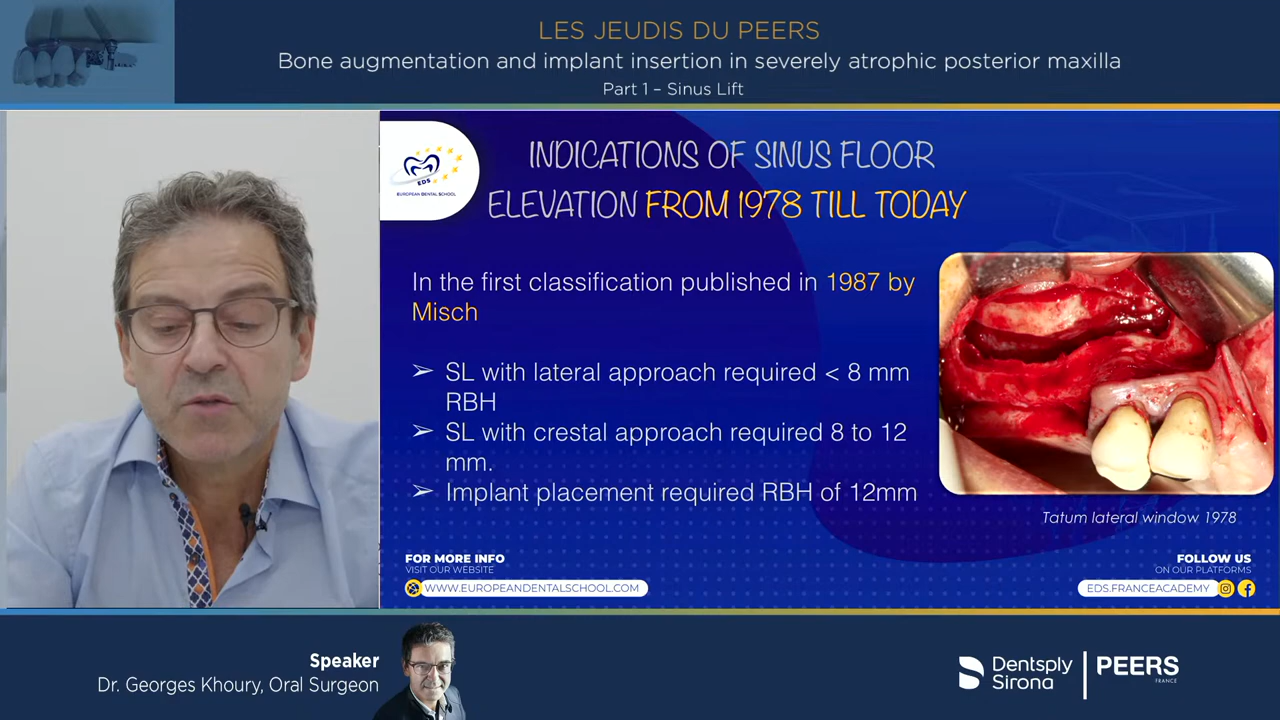 LES JEUDIS DU PEERS
Bone augmentation and implant insertion in severely atrophic posterior maxilla
Part 1 – Sinus Lift
EDS
EUROPEAN DENTAL SCHOOL
INDICATIONS OF SINUS FLOOR
ELEVATION FROM 1978 TILL TODAY
In the first classification published in 1987 by
Misch
➢ SL with lateral approach required < 8 mm
RBH
➢ SL with crestal approach required 8 to 12
mm.
➢ Implant placement required RBH of 12mm
Tatum lateral window 1978
FOR MORE INFO
VISIT OUR WEBSITE
WWW.EUROPEANDENTALSCHOOL.COM
FOLLOW US
ON OUR PLATFORMS
EDS.FRANCEACADEMY
Speaker
Dr. Georges Khoury, Oral Surgeon
Dentsply
Sirona
PEERS
FRANCE